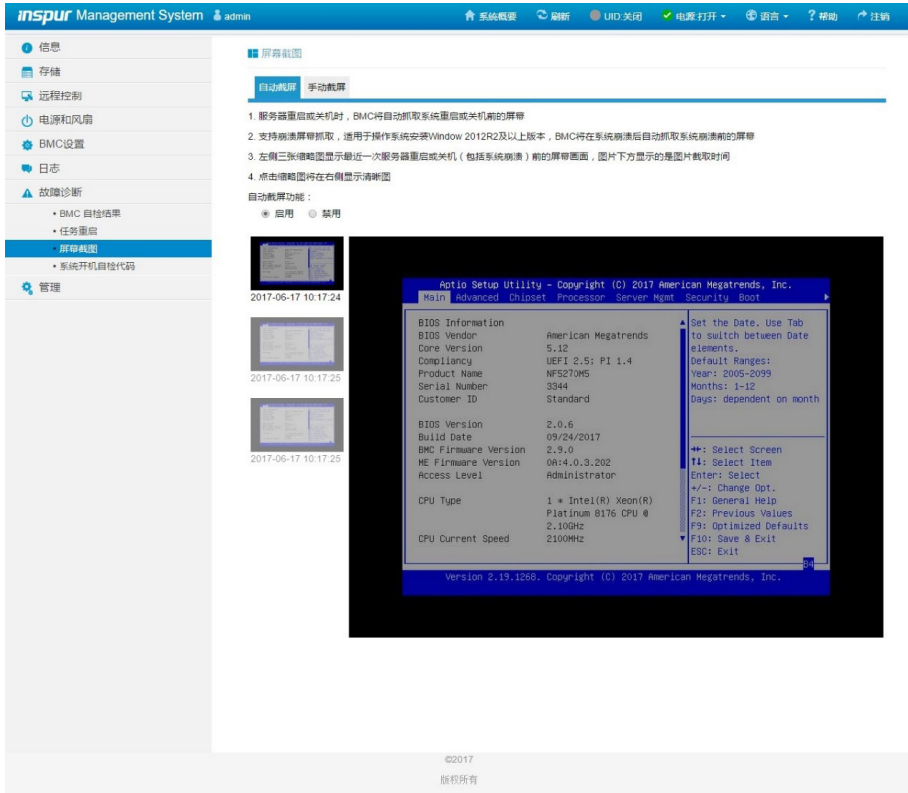 inspur Management System admin 系统概要 刷新 UID:关闭 电源:打开 语言 帮助 注销
信息
存储
远程控制
电源和风扇
BMC设置
日志
故障诊断
• BMC 自检结果
• 任务重启
• 屏幕截图
• 系统开机自检代码
管理
屏幕截图
自动截屏 手动截屏
1. 服务器重启或关机时，BMC将自动抓取系统重启或关机前的屏幕
2. 支持崩溃屏幕抓取，适用于操作系统安装Window 2012R2及以上版本，BMC将在系统崩溃后自动抓取系统崩溃前的屏幕
3. 左侧三张缩略图显示最近一次服务器重启或关机（包括系统崩溃）前的屏幕画面，图片下方显示的是图片截取时间
4. 点击缩略图将在右侧显示清晰图
自动截屏功能：
启用 禁用
2017-06-17 10:17:24
2017-06-17 10:17:25
2017-06-17 10:17:25
Aptio Setup Utility - Copyright (C) 2017 American Megatrends, Inc.
Main Advanced Chipset Processor Server Mgmt Security Boot
BIOS Information
BIOS Vendor American Megatrends
Core Version 5.12
Compliancy UEFI 2.5; PI 1.4
Product Name NF5270M5
Serial Number 3344
Customer ID Standard
BIOS Version 2.0.6
Build Date 09/24/2017
BMC Firmware Version 2.9.0
ME Firmware Version 0A:4.0.3.202
Access Level Administrator
CPU Type 1 * Intel(R) Xeon(R)
Platinum 8176 CPU @
2.10GHz
CPU Current Speed 2100MHz
Set the Date. Use Tab
to switch between Date
elements.
Default Ranges:
Year: 2005-2099
Months: 1-12
Days: dependent on month
→←: Select Screen
↑↓: Select Item
Enter: Select
+/-: Change Opt.
F1: General Help
F2: Previous Values
F9: Optimized Defaults
F10: Save & Exit
ESC: Exit
B4
Version 2.19.1268. Copyright (C) 2017 American Megatrends, Inc.
©2017
版权所有